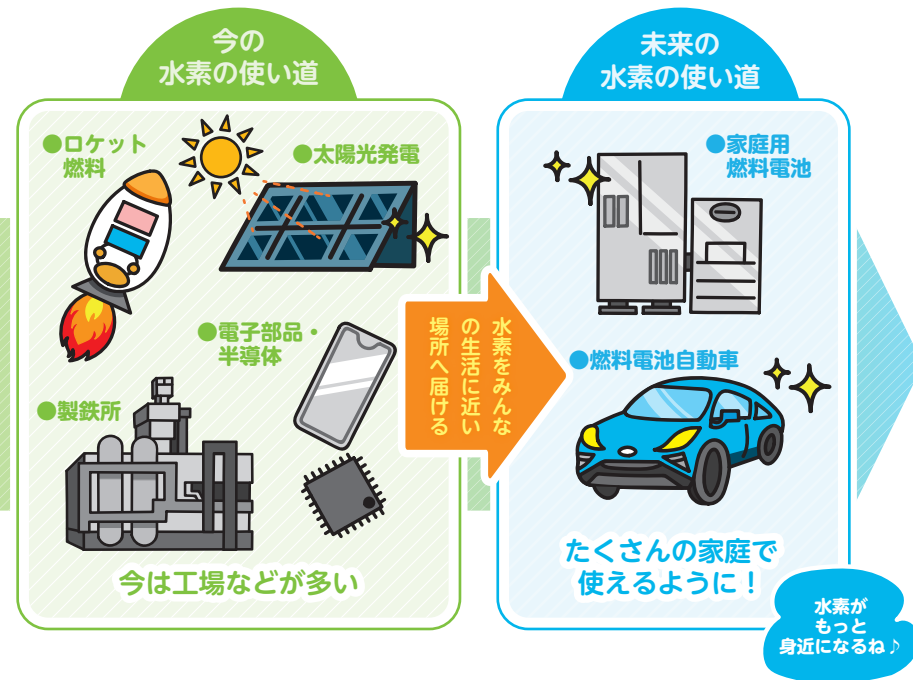 今の
水素の使い道
●ロケット
燃料
●太陽光発電
●電子部品・
半導体
●製鉄所
今は工場などが多い
水素をみんな
の生活に近い
場所へ届ける
未来の
水素の使い道
●家庭用
燃料電池
●燃料電池自動車
たくさんの家庭で
使えるように！
水素が
もっと
身近になるね♪